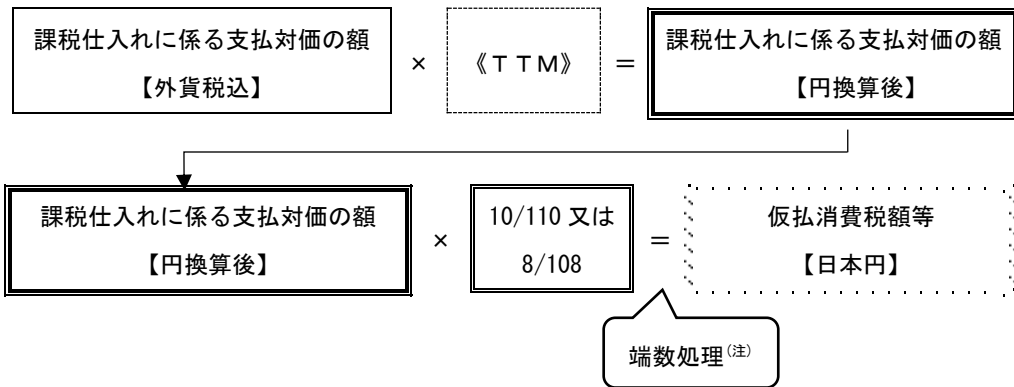 課税仕入れに係る支払対価の額 × 《TTM》 = 課税仕入れに係る支払対価の額
【外貨税込】 【円換算後】
課税仕入れに係る支払対価の額 × 10/110 又は 8/108 = 仮払消費税額等
【円換算後】 【日本円】
端数処理(注)